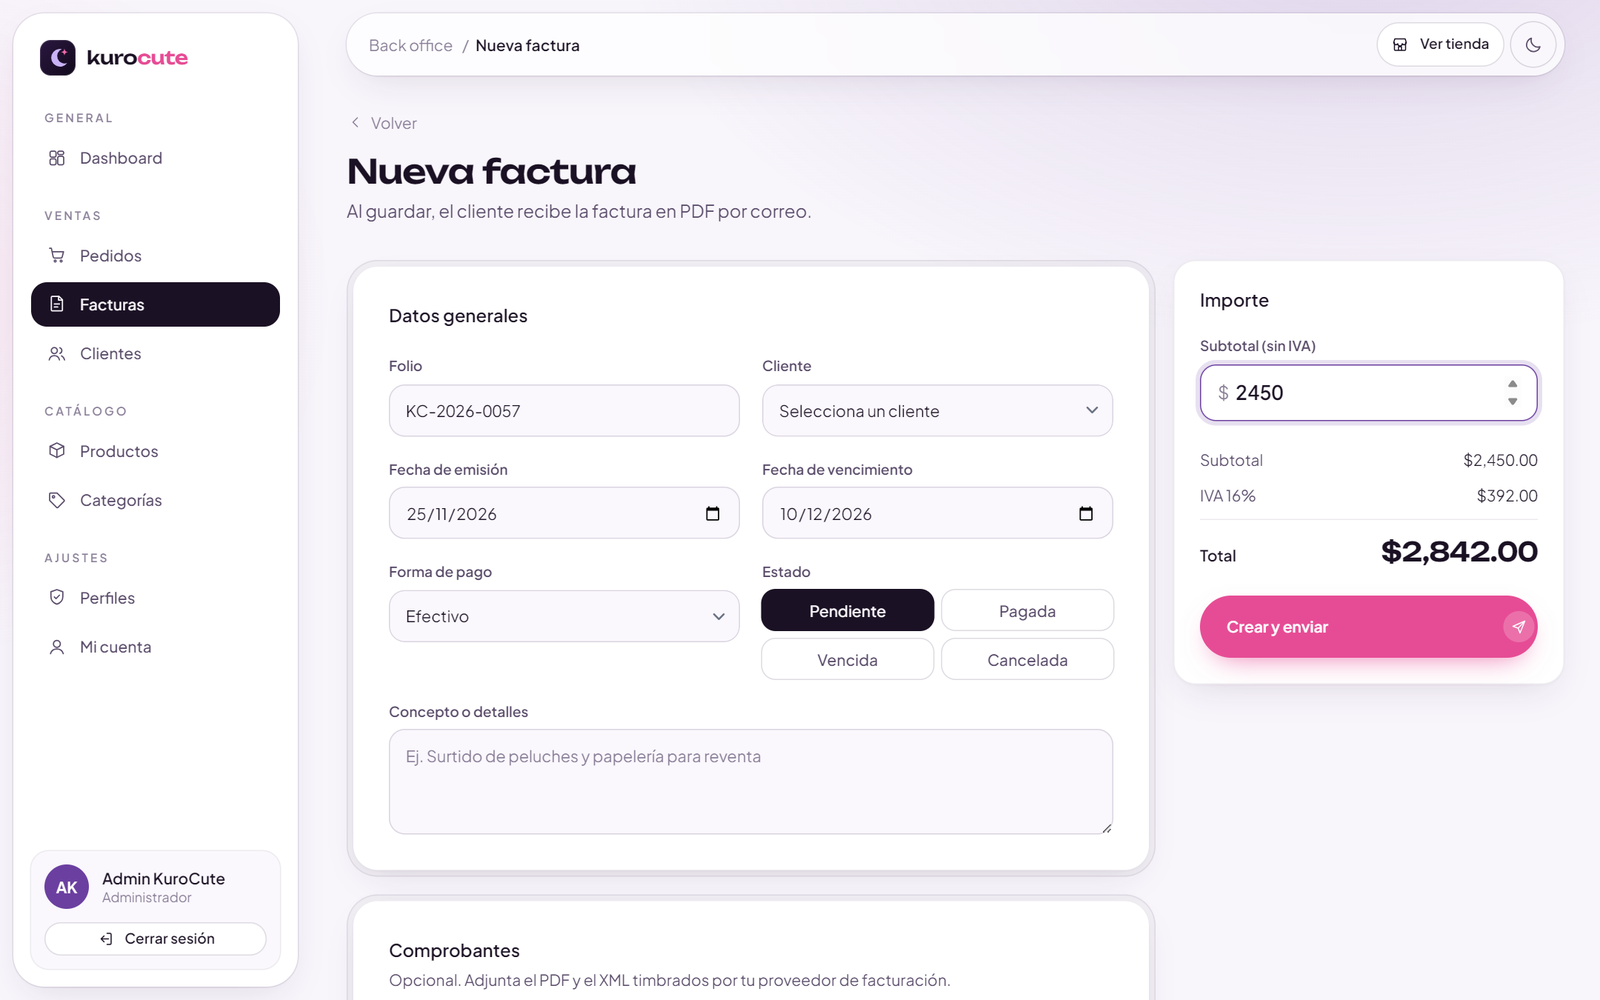 kurocute
GENERAL
Dashboard
VENTAS
Pedidos
Facturas
Clientes
CATÁLOGO
Productos
Categorías
AJUSTES
Perfiles
Mi cuenta
AK
Admin KuroCute
Administrador
Cerrar sesión
Back office / Nueva factura
Ver tienda
Volver
Nueva factura
Al guardar, el cliente recibe la factura en PDF por correo.
Datos generales
Folio
KC-2026-0057
Cliente
Selecciona un cliente
Fecha de emisión
25/11/2026
Fecha de vencimiento
10/12/2026
Forma de pago
Efectivo
Estado
Pendiente
Pagada
Vencida
Cancelada
Concepto o detalles
Ej. Surtido de peluches y papelería para reventa
Comprobantes
Opcional. Adjunta el PDF y el XML timbrados por tu proveedor de facturación.
Importe
Subtotal (sin IVA)
$ 2450
Subtotal $2,450.00
IVA 16% $392.00
Total $2,842.00
Crear y enviar